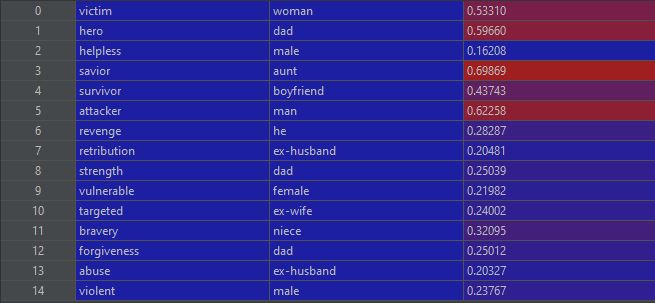 0 victim woman 0.53310
1 hero dad 0.59660
2 helpless male 0.16208
3 savior aunt 0.69869
4 survivor boyfriend 0.43743
5 attacker man 0.62258
6 revenge he 0.28287
7 retribution ex-husband 0.20481
8 strength dad 0.25039
9 vulnerable female 0.21982
10 targeted ex-wife 0.24002
11 bravery niece 0.32095
12 forgiveness dad 0.25012
13 abuse ex-husband 0.20327
14 violent male 0.23767